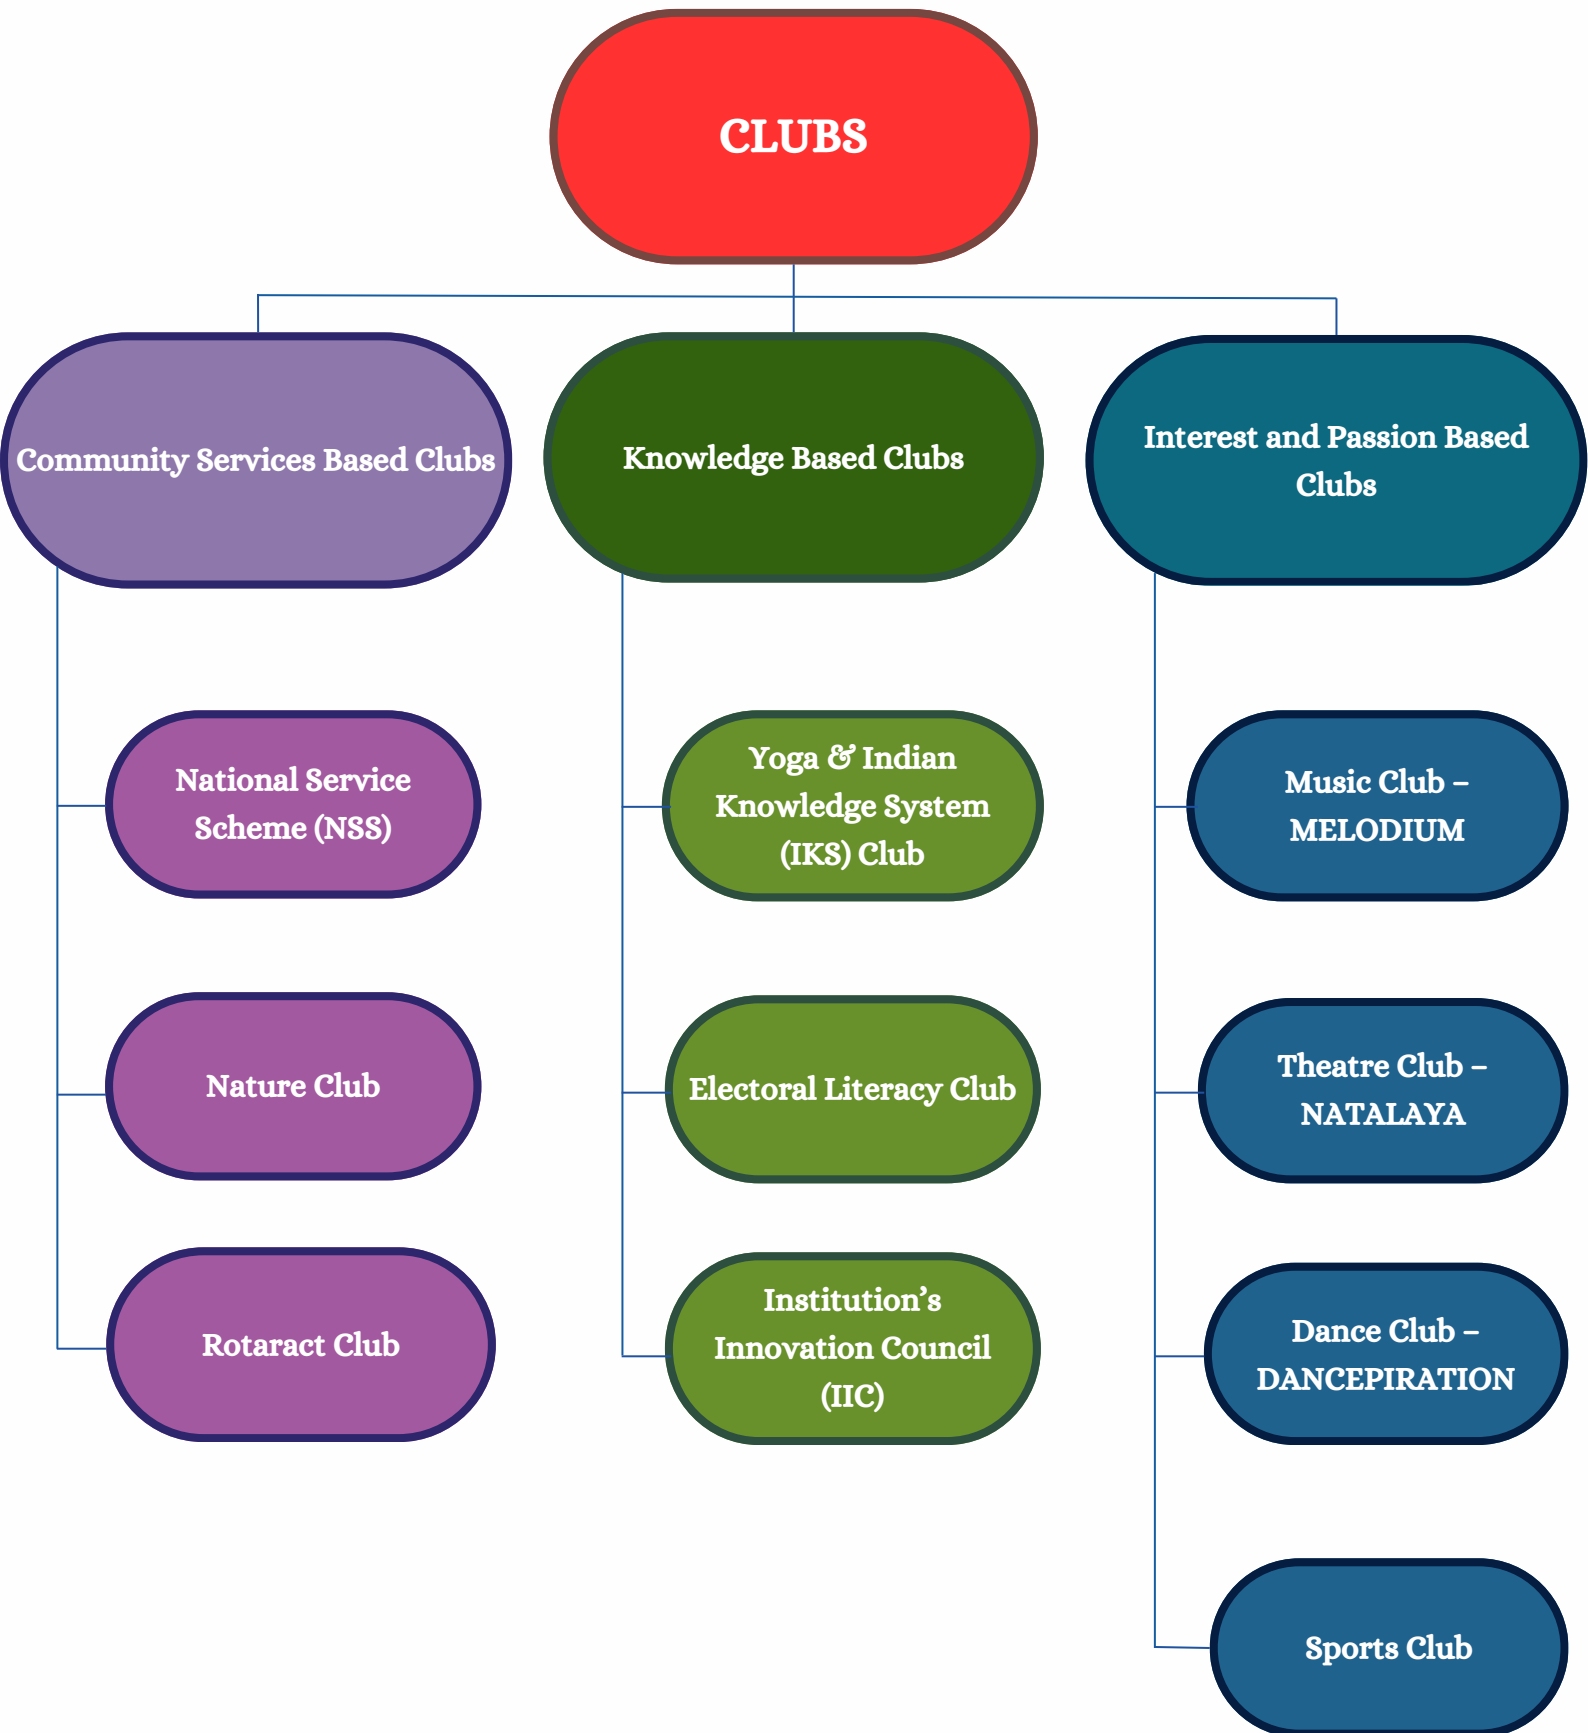 CLUBS
Community Services Based Clubs
Knowledge Based Clubs
Interest and Passion Based
Clubs
National Service
Scheme (NSS)
Nature Club
Rotaract Club
Yoga & Indian
Knowledge System
(IKS) Club
Electoral Literacy Club
Institution’s
Innovation Council
(IIC)
Music Club –
MELODIUM
Theatre Club –
NATALAYA
Dance Club –
DANCEPIRATION
Sports Club